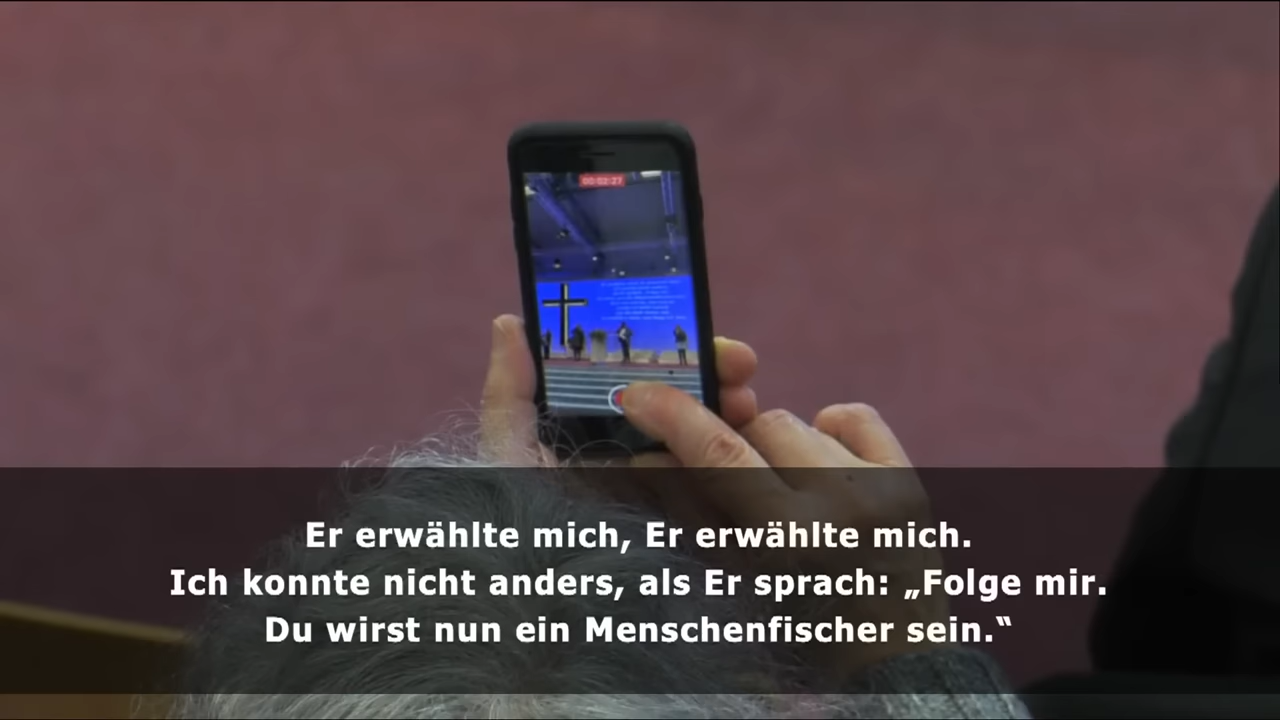 00:02:27
Er erwählte mich, Er erwählte mich.
Ich konnte nicht anders, als Er sprach: „Folge mir.
Du wirst nun ein Menschenfischer sein.“